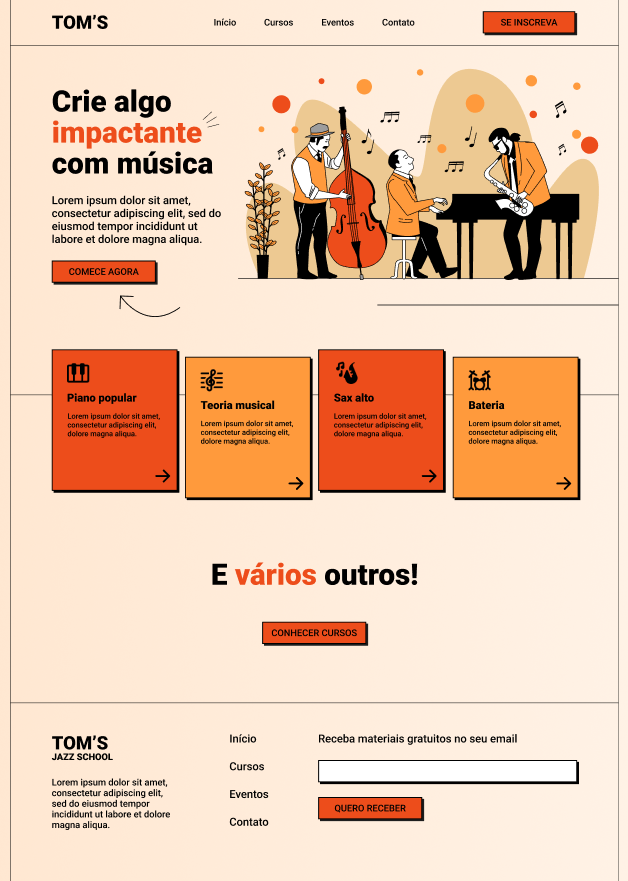 TOM'S
Início
Cursos
Eventos
Contato
SE INSCREVA
Crie algo
impactante
com música
Lorem ipsum dolor sit amet,
consectetur adipiscing elit, sed do
eiusmod tempor incididunt ut
labore et dolore magna aliqua.
COMECE AGORA
Piano popular
Lorem ipsum dolor sit amet,
consectetur adipiscing elit,
dolore magna aliqua.
Teoria musical
Lorem ipsum dolor sit amet,
consectetur adipiscing elit,
dolore magna aliqua.
Sax alto
Lorem ipsum dolor sit amet,
consectetur adipiscing elit,
dolore magna aliqua.
Bateria
Lorem ipsum dolor sit amet,
consectetur adipiscing elit,
dolore magna aliqua.
E vários outros!
CONHECER CURSOS
TOM'S
JAZZ SCHOOL
Lorem ipsum dolor sit amet,
consectetur adipiscing elit,
sed do eiusmod tempor
incididunt ut labore et dolore
magna aliqua.
Início
Cursos
Eventos
Contato
Receba materiais gratuitos no seu email
QUERO RECEBER